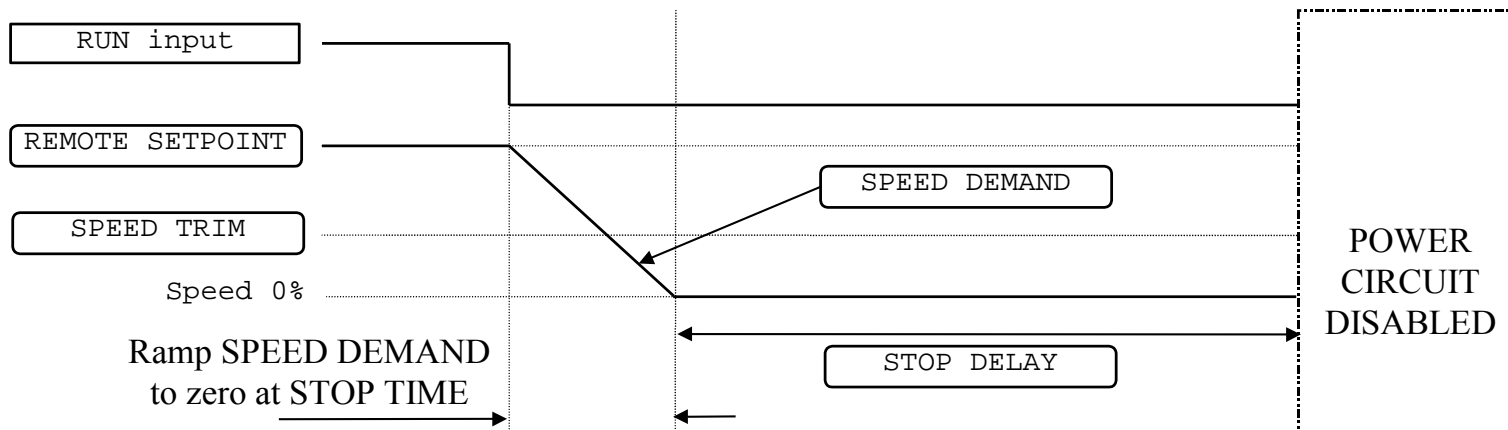 RUN input
REMOTE SETPOINT
SPEED DEMAND
SPEED TRIM
Speed 0%
POWER
CIRCUIT
DISABLED
Ramp SPEED DEMAND
to zero at STOP TIME
STOP DELAY